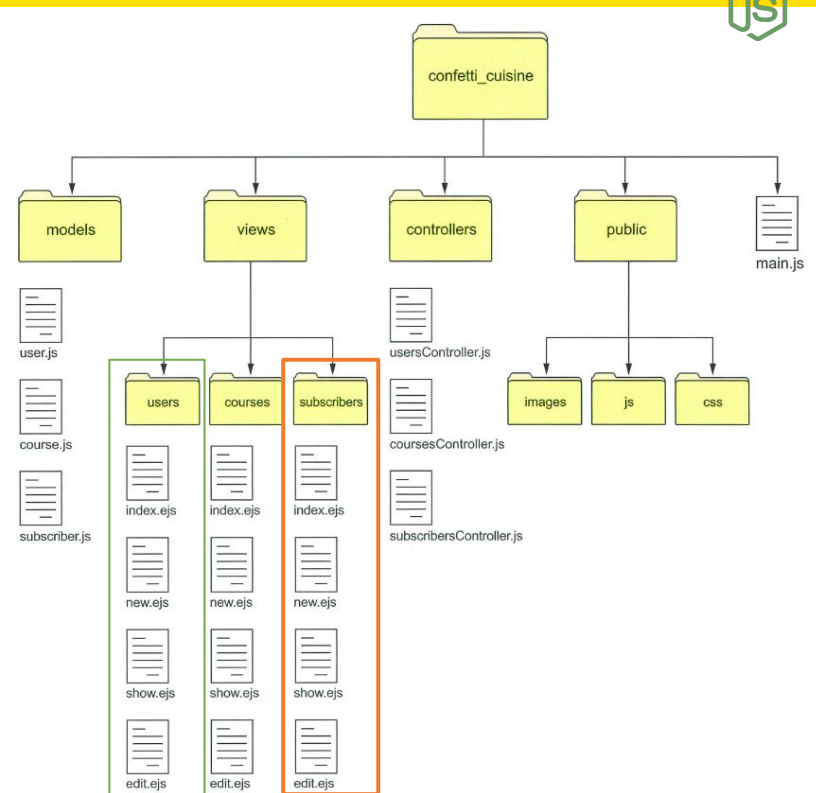 JS
confetti_cuisine
models
views
controllers
public
main.js
user.js
usersController.js
users
courses
subscribers
images
js
css
course.js
coursesController.js
index.ejs
index.ejs
index.ejs
subscriber.js
subscribersController.js
new.ejs
new.ejs
new.ejs
show.ejs
show.ejs
show.ejs
edit.ejs
edit.ejs
edit.ejs